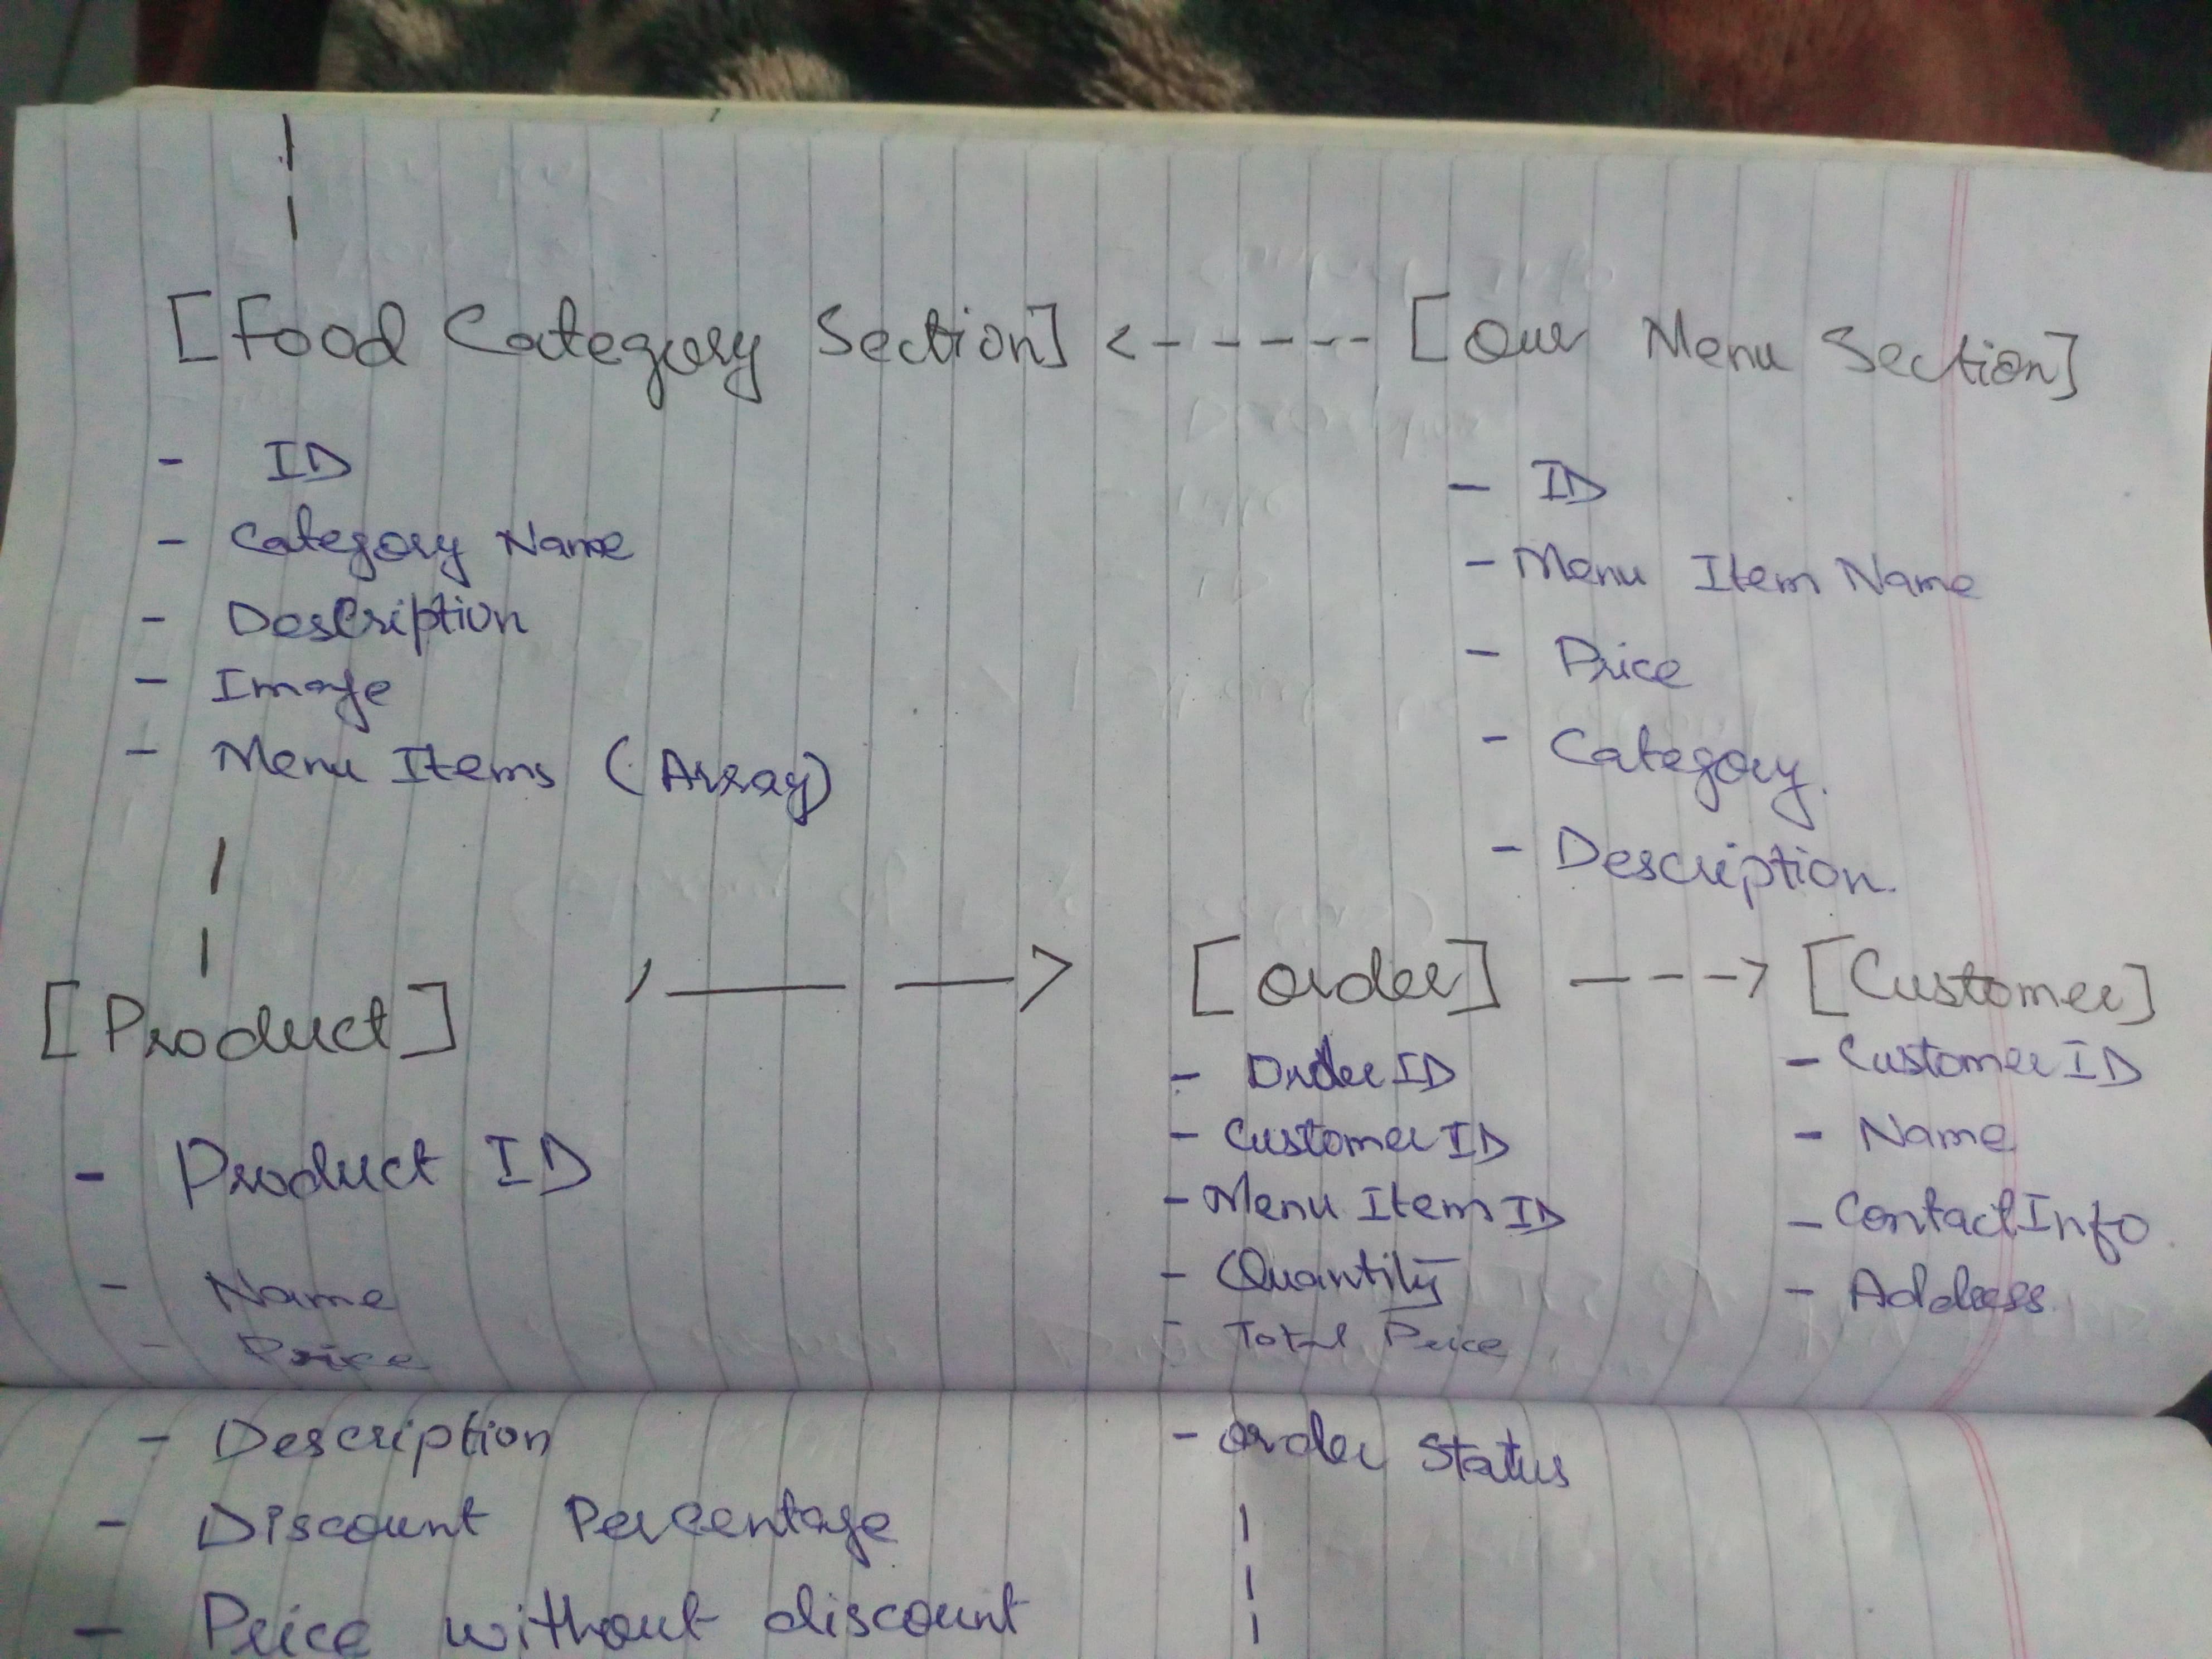 [Food Category Section] <----- [Our Menu Section]
- ID
- Category Name
- Description
- Image
- Menu Items (Array)
- ID
- Menu Item Name
- Price
- Category.
- Description.
[Product] ——> [Order] ---> [Customer]
- Product ID
- Name
- Price
- Description
- Discount Percentage
- Price without discount
- Order ID
- Customer ID
- Menu Item ID
- Quantity
- Total Price
- Order Status
- Customer ID
- Name
- Contact Info
- Address